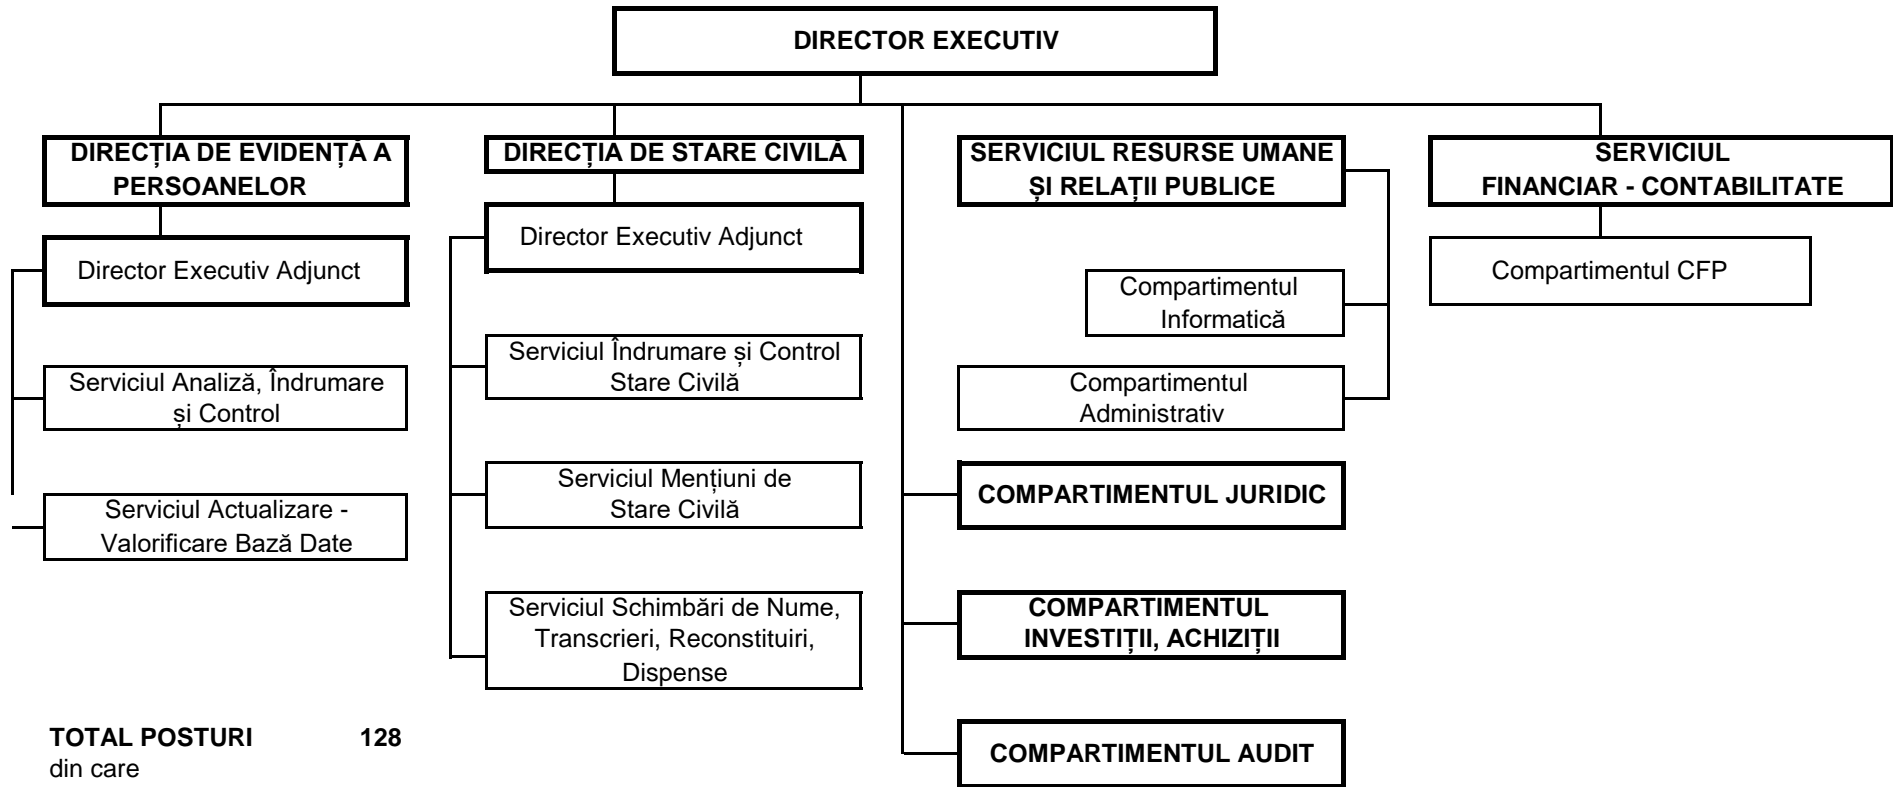 DIRECTOR EXECUTIV
DIRECȚIA DE EVIDENȚĂ A
PERSOANELOR
Director Executiv Adjunct
Serviciul Analiză, Îndrumare
și Control
Serviciul Actualizare -
Valorificare Bază Date
DIRECȚIA DE STARE CIVILĂ
Director Executiv Adjunct
Serviciul Îndrumare și Control
Stare Civilă
Serviciul Mențiuni de
Stare Civilă
Serviciul Schimbări de Nume,
Transcrieri, Reconstituiri,
Dispense
SERVICIUL RESURSE UMANE
ȘI RELAȚII PUBLICE
Compartimentul
Informatică
Compartimentul
Administrativ
COMPARTIMENTUL JURIDIC
COMPARTIMENTUL
INVESTIȚII, ACHIZIȚII
COMPARTIMENTUL AUDIT
SERVICIUL
FINANCIAR - CONTABILITATE
Compartimentul CFP
TOTAL POSTURI 128
din care